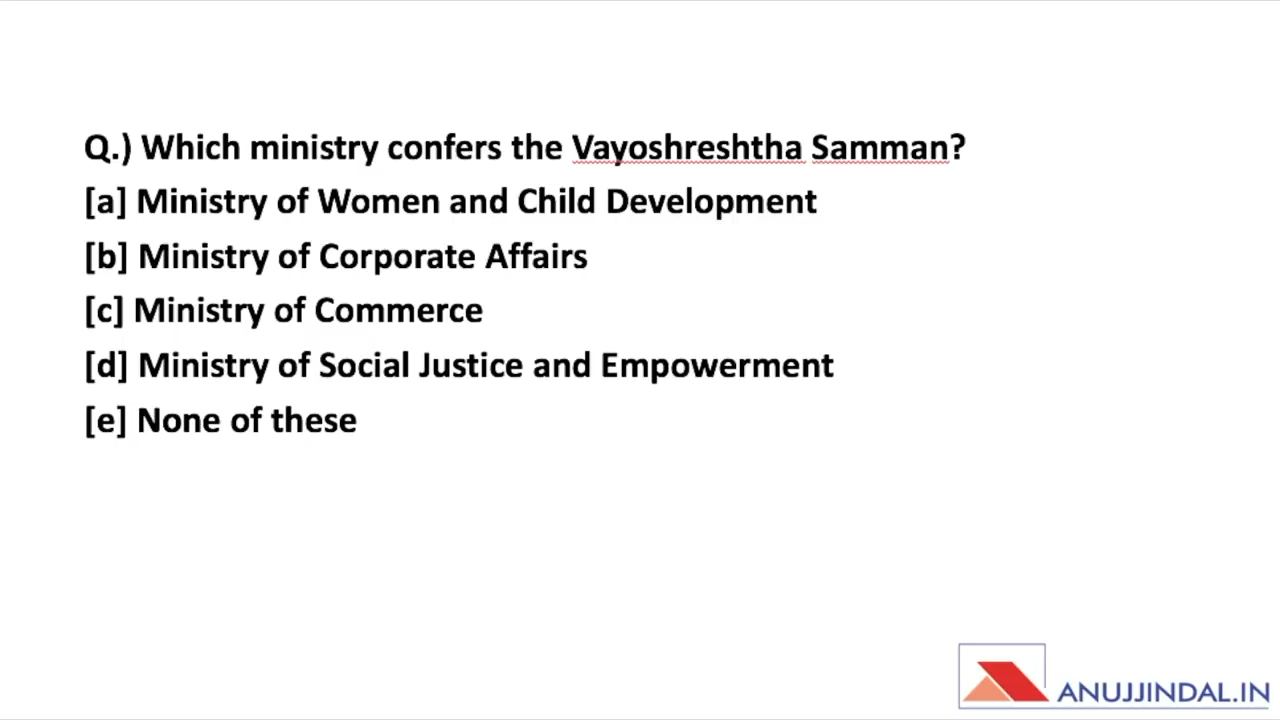 Q.) Which ministry confers the Vayoshreshtha Samman?
[a] Ministry of Women and Child Development
[b] Ministry of Corporate Affairs
[c] Ministry of Commerce
[d] Ministry of Social Justice and Empowerment
[e] None of these
ANUJJINDAL.IN